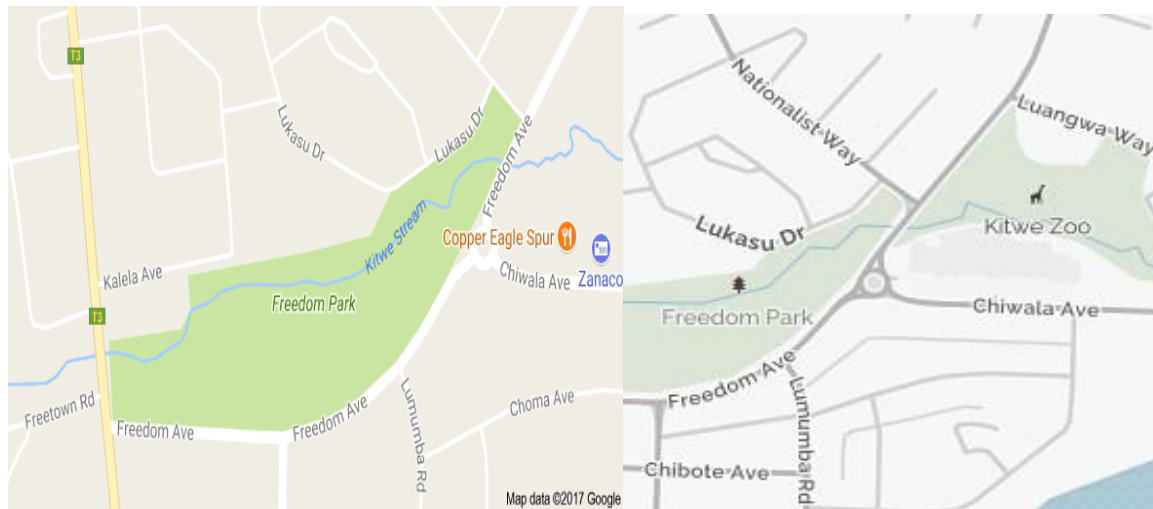 T3
Lukasu Dr
Lukasu Dr
Freedom Ave
Kitwe Stream
Copper Eagle Spur
Kalela Ave
Chiwala Ave
Zanaco
Freedom Park
T3
Freetown Rd
Freedom Ave
Freedom Ave
Lumumba Rd
Choma Ave
Map data ©2017 Google
Nationalist Way
Luangwa Way
Lukasu Dr
Kitwe Zoo
Freedom Park
Chiwala Ave
Freedom Ave
Lumumba Rd
Chibote Ave